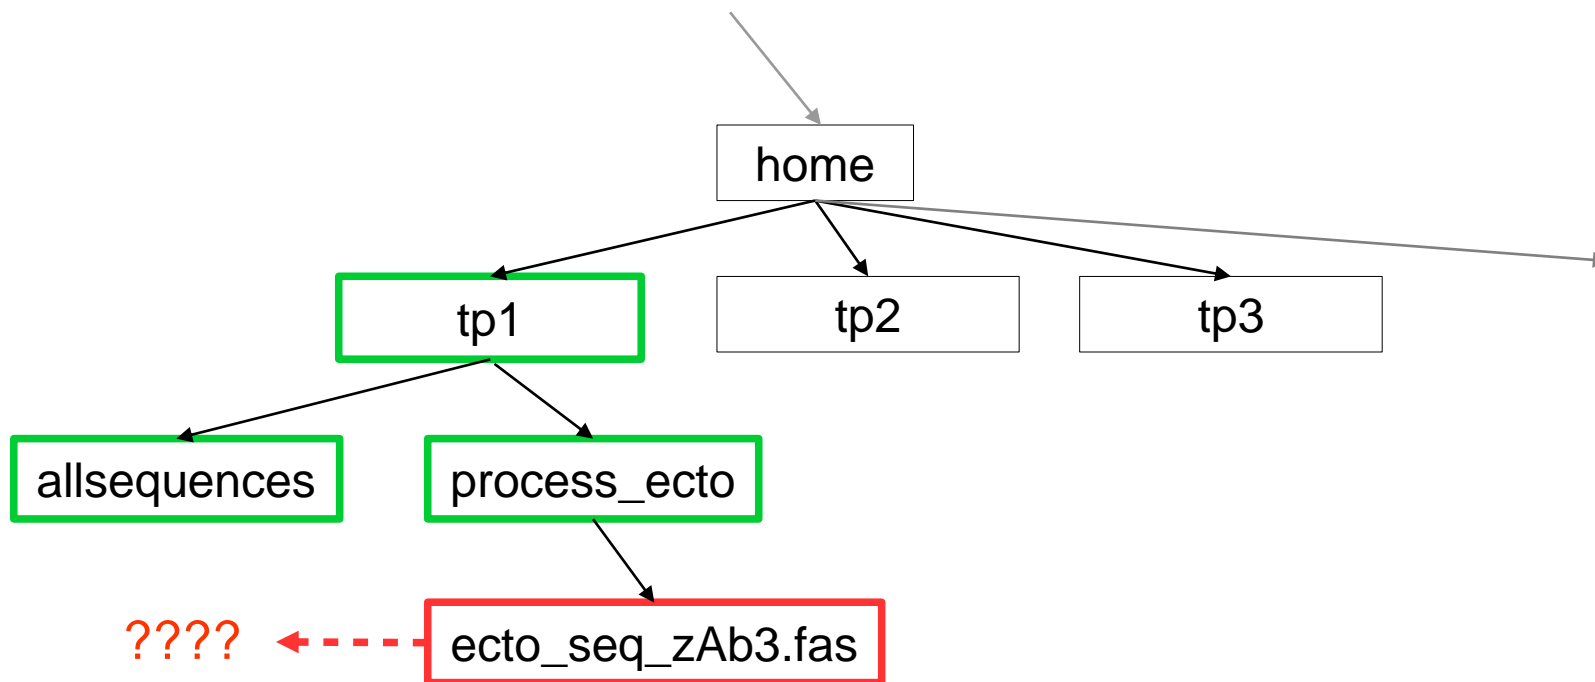 home
tp1
tp2
tp3
allsequences
process_ecto
????
ecto_seq_zAb3.fas